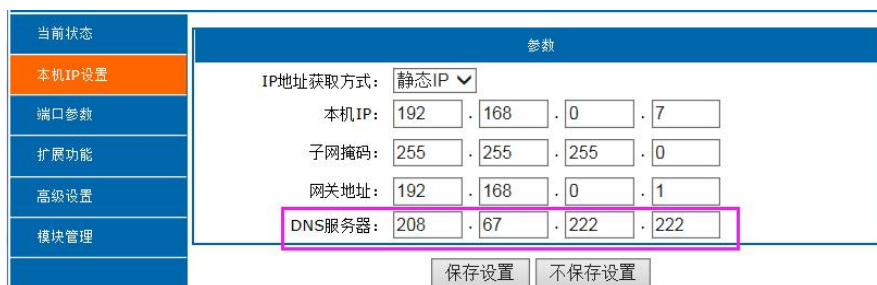 当前状态
本机IP设置
端口参数
扩展功能
高级设置
模块管理
参数
IP地址获取方式: 静态IP
本机IP: 192 . 168 . 0 . 7
子网掩码: 255 . 255 . 255 . 0
网关地址: 192 . 168 . 0 . 1
DNS服务器: 208 . 67 . 222 . 222
保存设置 不保存设置